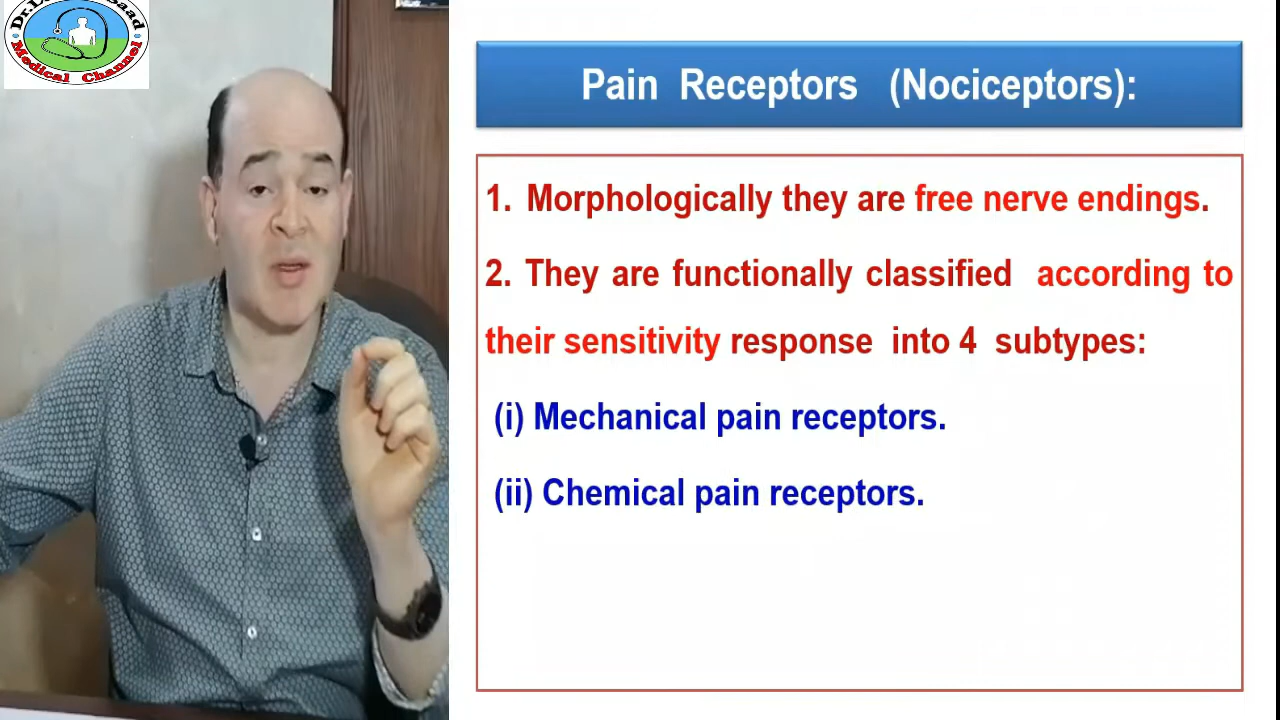 Saad
Medical Channel
Pain Receptors (Nociceptors):
1. Morphologically they are free nerve endings.
2. They are functionally classified according to
their sensitivity response into 4 subtypes:
(i) Mechanical pain receptors.
(ii) Chemical pain receptors.